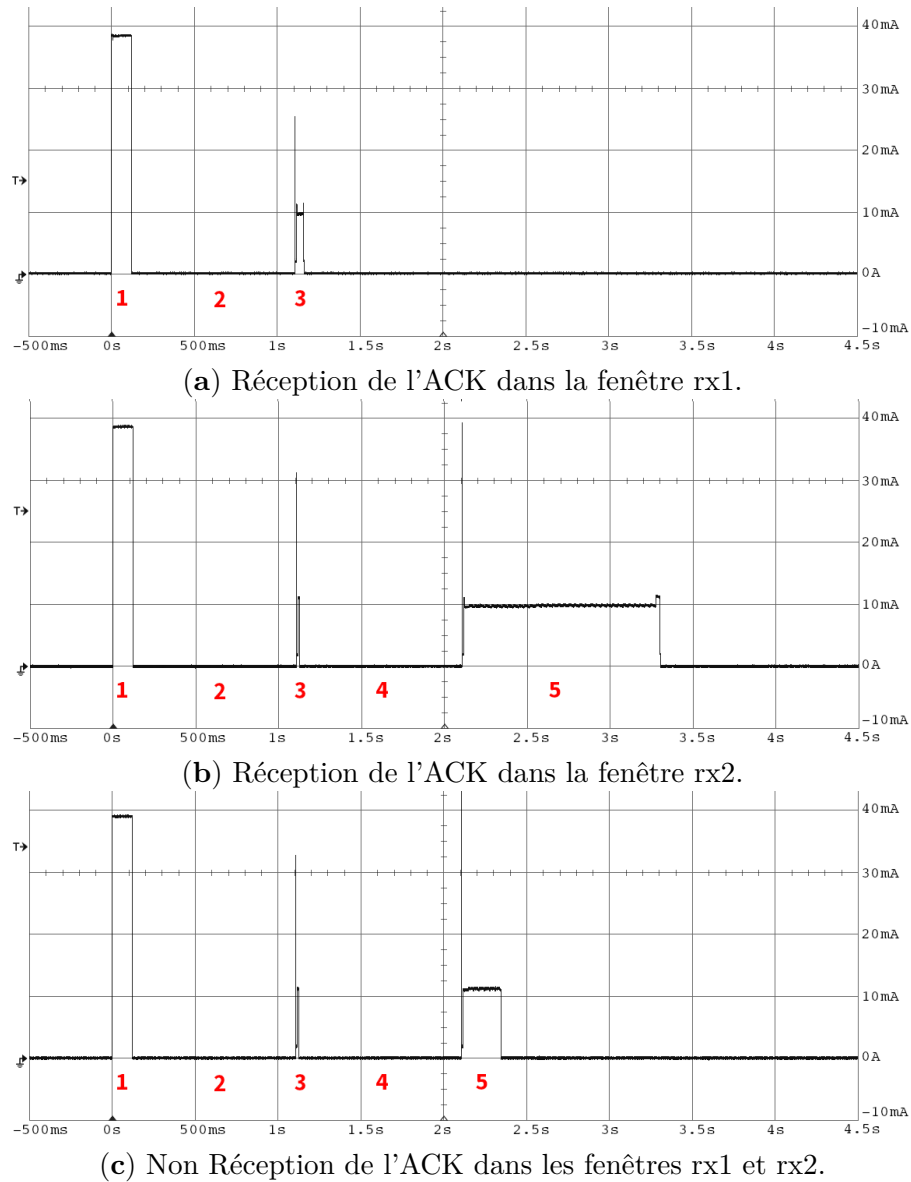 40mA
30mA
20mA
T
10mA
0A
1 2 3
-10mA
-500ms 0s 500ms 1s 1.5s 2s 2.5s 3s 3.5s 4s 4.5s
(a) Réception de l'ACK dans la fenêtre rx1.
40mA
30mA
T
20mA
10mA
0A
1 2 3 4 5
-10mA
-500ms 0s 500ms 1s 1.5s 2s 2.5s 3s 3.5s 4s 4.5s
(b) Réception de l'ACK dans la fenêtre rx2.
40mA
T
30mA
20mA
10mA
0A
1 2 3 4 5
-10mA
-500ms 0s 500ms 1s 1.5s 2s 2.5s 3s 3.5s 4s 4.5s
(c) Non Réception de l'ACK dans les fenêtres rx1 et rx2.